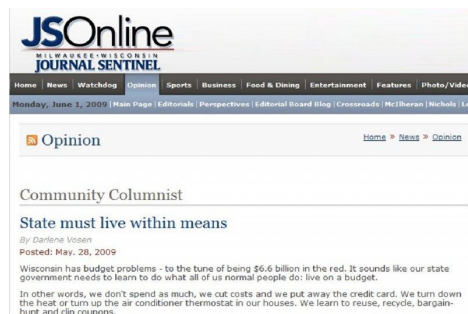 JSOnline
MILWAUKEE • WISCONSIN
JOURNAL SENTINEL
Home | News | Watchdog | Opinion | Sports | Business | Food & Dining | Entertainment | Features | Photo/Vide
Monday, June 1, 2009 | Main Page | Editorials | Perspectives | Editorial Board Blog | Crossroads | McIlheran | Nichols |
Opinion
Home » News » Opinion
Community Columnist
State must live within means
By Darlene Vosen
Posted: May. 28, 2009
Wisconsin has budget problems - to the tune of being $6.6 billion in the red. It sounds like our state
government needs to learn to do what all of us normal people do: live on a budget.
In other words, we don't spend as much, we cut costs and we put away the credit card. We turn down
the heat or turn up the air conditioner thermostat in our houses. We learn to reuse, recycle, bargain-
hunt and clip coupons.